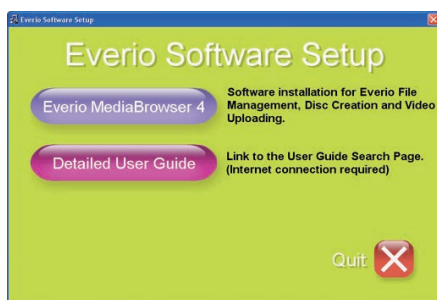 Everio Software Setup
Everio Software Setup
Everio MediaBrowser 4
Software installation for Everio File
Management, Disc Creation and Video
Uploading.
Detailed User Guide
Link to the User Guide Search Page.
(Internet connection required)
Quit